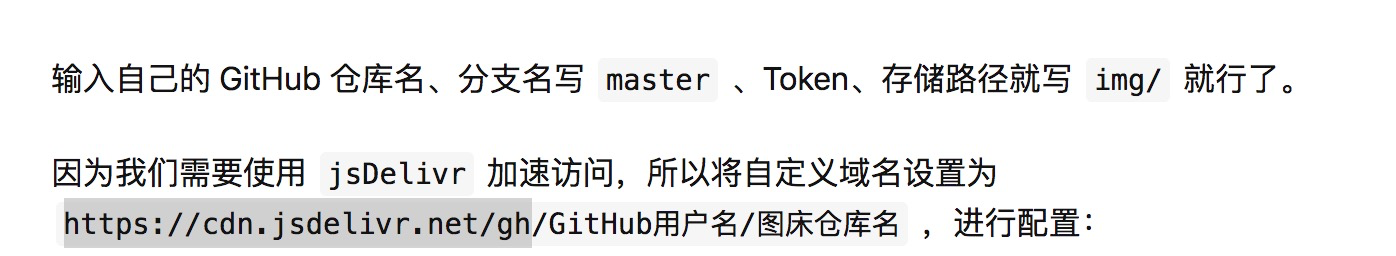 输入自己的 GitHub 仓库名、分支名写 master 、Token、存储路径就写 img/ 就行了。
因为我们需要使用 jsDelivr 加速访问，所以将自定义域名设置为
https://cdn.jsdelivr.net/gh/GitHub用户名/图床仓库名 ，进行配置：